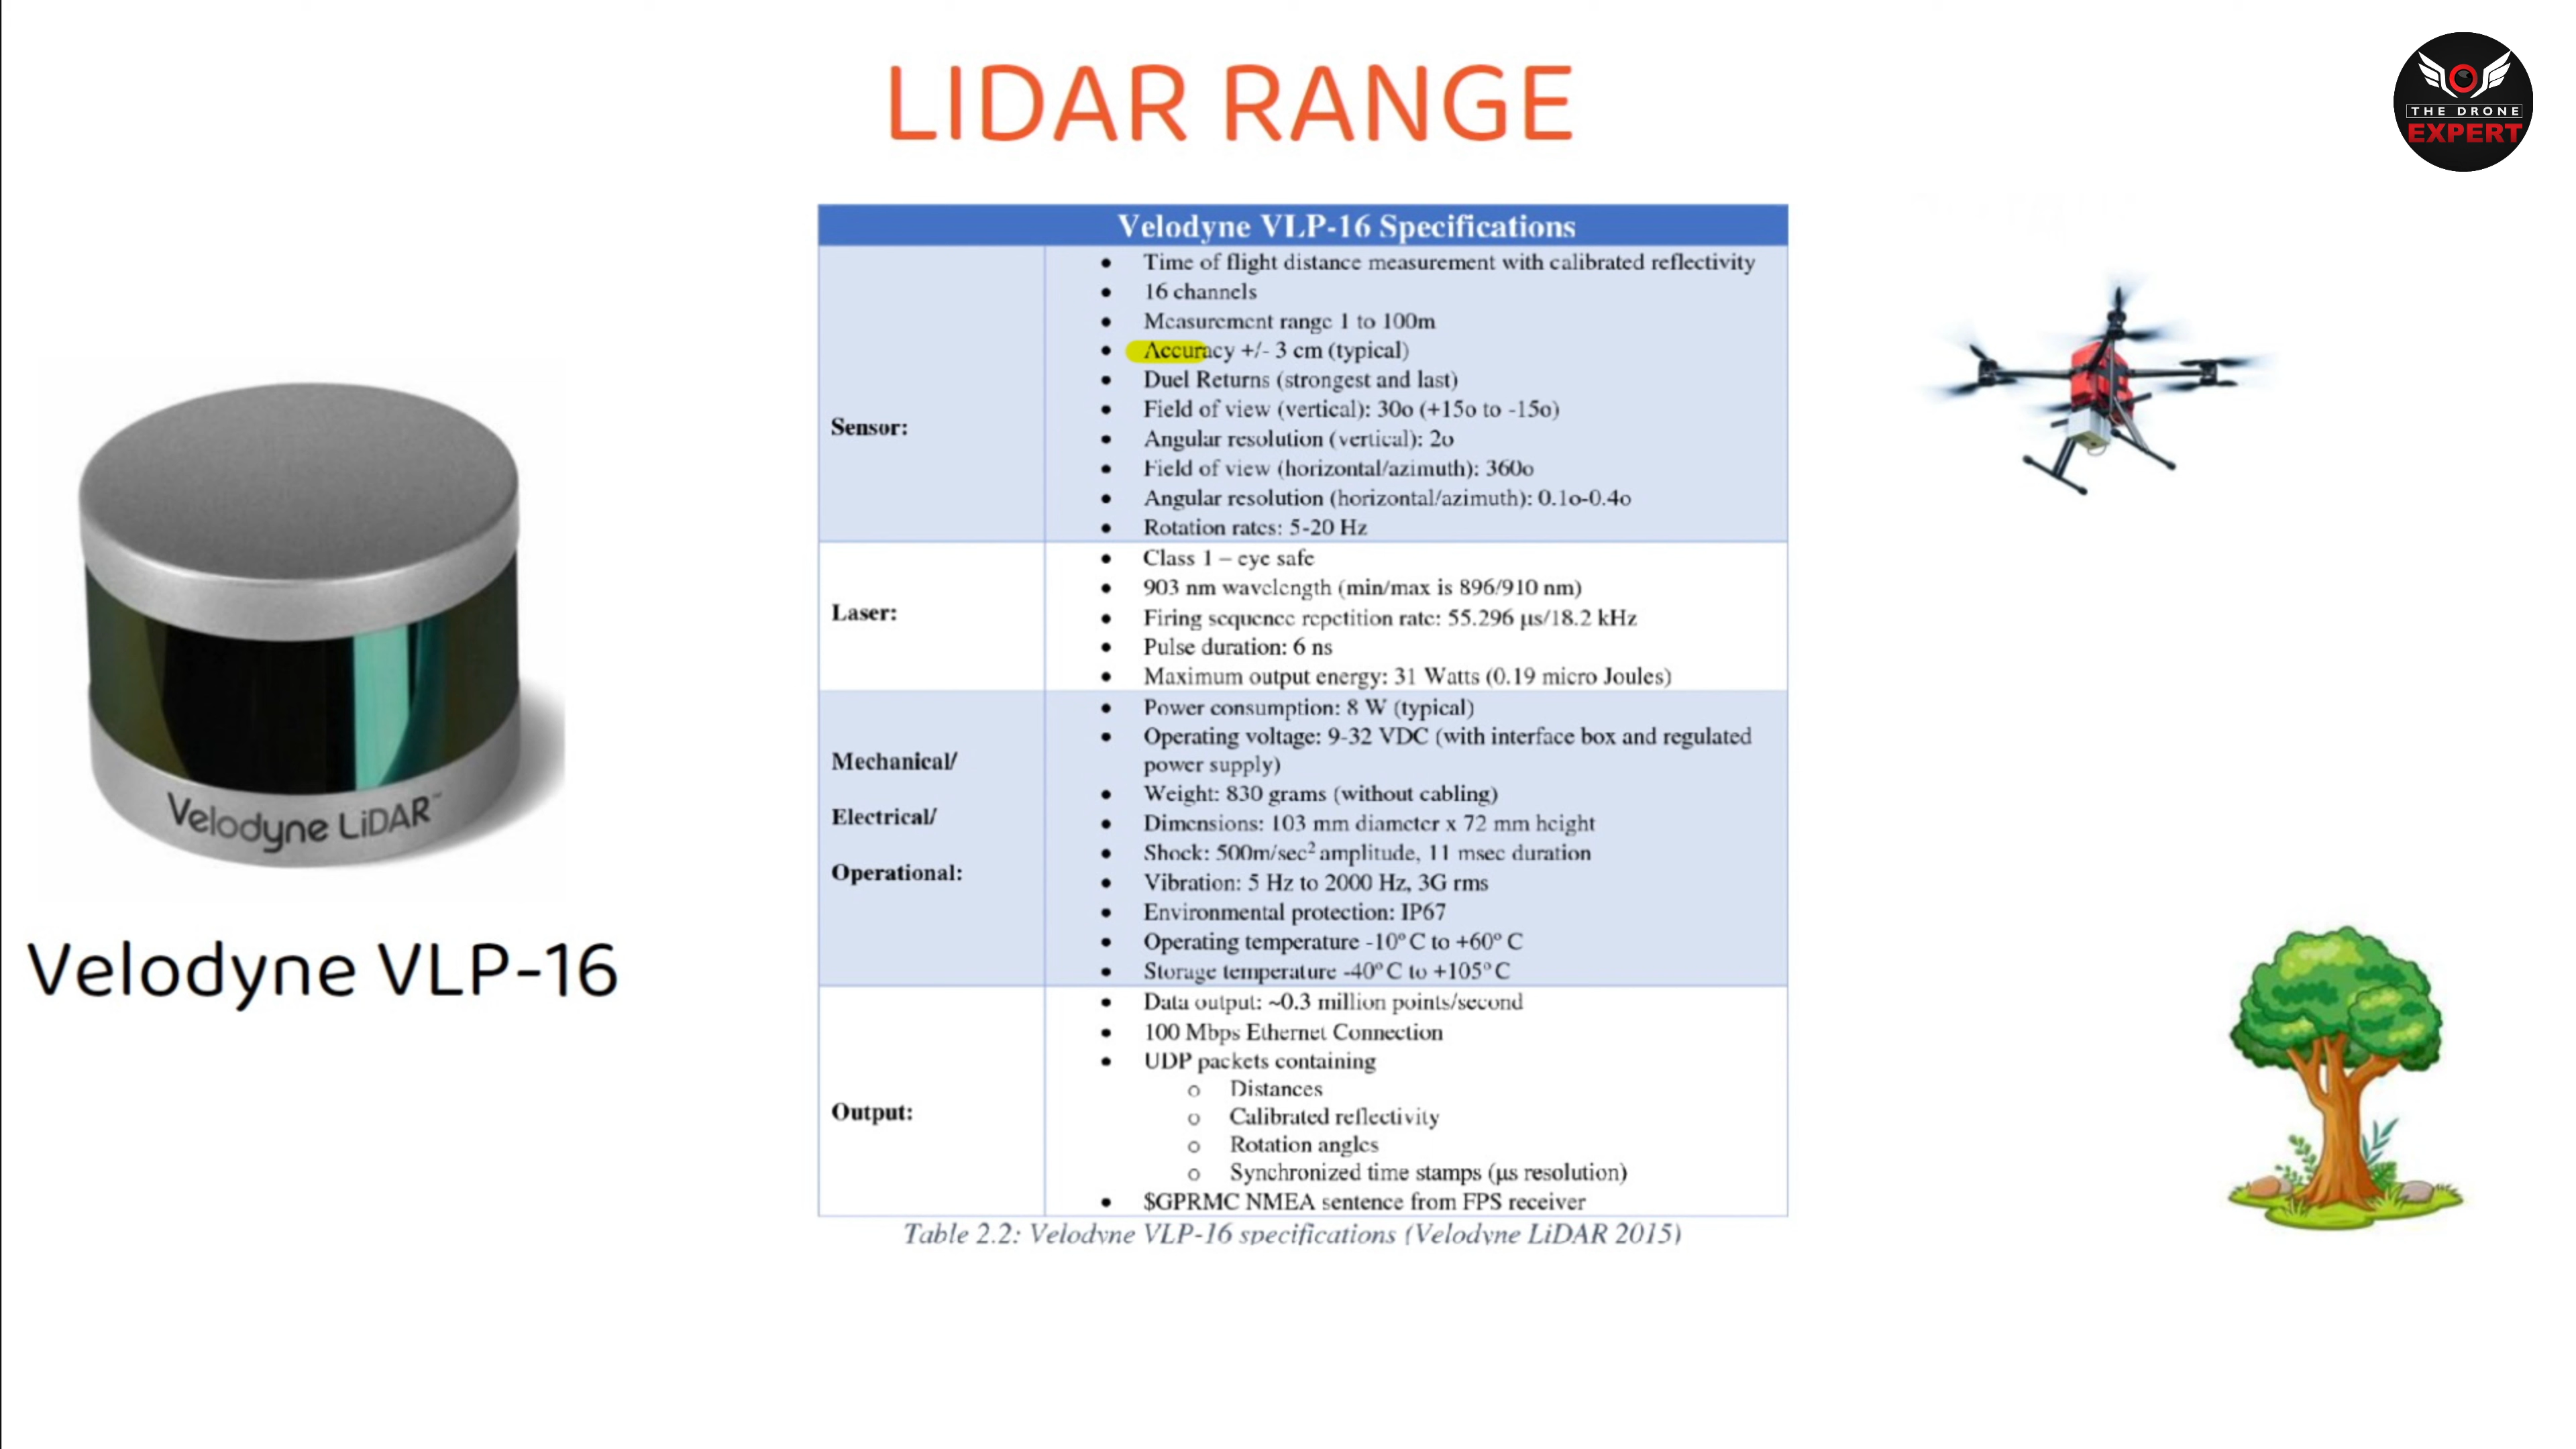 LIDAR RANGE
THE DRONE
EXPERT
Velodyne VLP-16 Specifications
Sensor:
• Time of flight distance measurement with calibrated reflectivity
• 16 channels
• Measurement range 1 to 100m
• Accuracy +/- 3 cm (typical)
• Duel Returns (strongest and last)
• Field of view (vertical): 30o (+15o to -15o)
• Angular resolution (vertical): 2o
• Field of view (horizontal/azimuth): 360o
• Angular resolution (horizontal/azimuth): 0.1o-0.4o
• Rotation rates: 5-20 Hz
Laser:
• Class 1 – eye safe
• 903 nm wavelength (min/max is 896/910 nm)
• Firing sequence repetition rate: 55.296 μs/18.2 kHz
• Pulse duration: 6 ns
• Maximum output energy: 31 Watts (0.19 micro Joules)
Mechanical/
Electrical/
Operational:
• Power consumption: 8 W (typical)
• Operating voltage: 9-32 VDC (with interface box and regulated
power supply)
• Weight: 830 grams (without cabling)
• Dimensions: 103 mm diameter x 72 mm height
• Shock: 500m/sec² amplitude, 11 msec duration
• Vibration: 5 Hz to 2000 Hz, 3G rms
• Environmental protection: IP67
• Operating temperature -10º C to +60º C
• Storage temperature -40º C to +105º C
Output:
• Data output: ~0.3 million points/second
• 100 Mbps Ethernet Connection
• UDP packets containing
o Distances
o Calibrated reflectivity
o Rotation angles
o Synchronized time stamps (μs resolution)
• $GPRMC NMEA sentence from FPS receiver
Table 2.2: Velodyne VLP-16 specifications (Velodyne LiDAR 2015)
Velodyne LiDAR™
Velodyne VLP-16